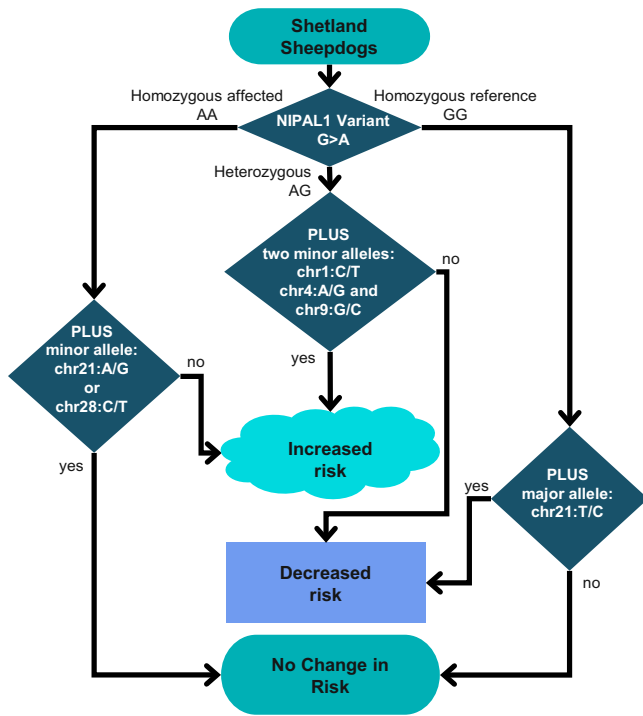 Shetland
Sheepdogs
Homozygous affected
AA
Homozygous reference
GG
NIPAL1 Variant
G>A
Heterozygous
AG
PLUS
two minor alleles:
chr1:C/T
chr4:A/G and
chr9:G/C
no
yes
PLUS
minor allele:
chr21:A/G
or
chr28:C/T
no
yes
Increased
risk
PLUS
major allele:
chr21:T/C
yes
no
Decreased
risk
No Change in
Risk